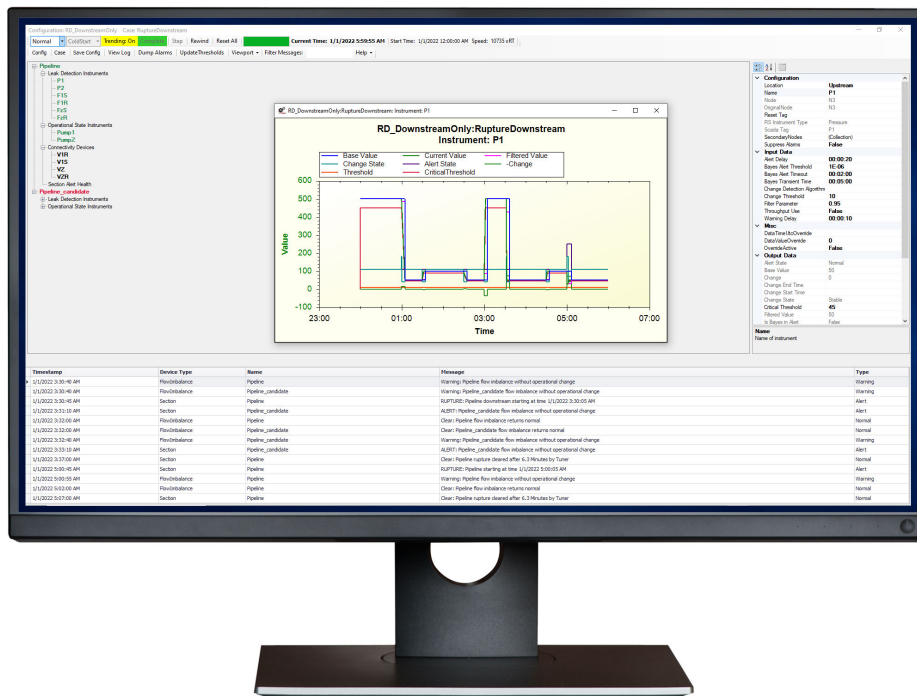 Configuration: RD_DownstreamOnly Case: RuptureDownstream
Normal ColdStart Trending: On Complete Stop Rewind Reset All Current Time: 1/1/2022 5:59:55 AM Start Time: 1/1/2022 12:00:00 AM Speed: 10735 xRT
Config Case Save Config View Log Dump Alarms UpdateThresholds Viewport Filter Messages: Help
Pipeline
Leak Detection Instruments
P1
P2
F1S
F1R
FzS
FzR
Operational State Instruments
Pump1
Pump2
Connectivity Devices
V1R
V1S
VZ
VZR
Section Alert Health
Pipeline_candidate
Leak Detection Instruments
Operational State Instruments
RD_DownstreamOnly:RuptureDownstream: Instrument: P1
RD_DownstreamOnly:RuptureDownstream
Instrument: P1
Base Value Current Value Filtered Value
Change State Alert State -Change
Threshold CriticalThreshold
600
500
400
300
200
100
0
-100
Value
23:00 01:00 03:00 05:00 07:00
Time
Configuration
Location Upstream
Name P1
Node N3
OriginalNode N3
Reset Tag
RS Instrument Type Pressure
Scada Tag P1
SecondaryNodes (Collection)
Suppress Alarms False
Input Data
Alert Delay 00:00:20
Bayes Alert Threshold 1E-06
Bayes Alert Timeout 00:02:00
Bayes Transient Time 00:05:00
Change Detection Algorithm
Change Threshold 10
Filter Parameter 0.95
Throughput Use False
Warning Delay 00:00:10
Misc
DataTimeUtcOverride
DataValueOverride 0
OverrideActive False
Output Data
Alert State Normal
Base Value 50
Change 0
Change End Time
Change Start Time
Change State Stable
Critical Threshold 45
Filtered Value 50
Is Bayes in Alert False
Name
Name of instrument
Timestamp Device Type Name Message Type
1/1/2022 3:30:40 AM FlowImbalance Pipeline Warning: Pipeline flow imbalance without operational change Warning
1/1/2022 3:30:40 AM FlowImbalance Pipeline_candidate Warning: Pipeline_candidate flow imbalance without operational change Warning
1/1/2022 3:30:45 AM Section Pipeline RUPTURE: Pipeline downstream starting at time 1/1/2022 3:30:05 AM Alert
1/1/2022 3:31:10 AM FlowImbalance Pipeline_candidate ALERT: Pipeline_candidate flow imbalance without operational change Alert
1/1/2022 3:32:00 AM FlowImbalance Pipeline Clear: Pipeline flow imbalance returns normal Normal
1/1/2022 3:32:00 AM FlowImbalance Pipeline_candidate Clear: Pipeline_candidate flow imbalance returns normal Normal
1/1/2022 3:32:40 AM FlowImbalance Pipeline_candidate Warning: Pipeline_candidate flow imbalance without operational change Warning
1/1/2022 3:33:10 AM Section Pipeline_candidate ALERT: Pipeline_candidate flow imbalance without operational change Alert
1/1/2022 3:37:00 AM Section Pipeline Clear: Pipeline rupture cleared after 6.3 Minutes by Tuner Normal
1/1/2022 5:00:45 AM Section Pipeline RUPTURE: Pipeline starting at time 1/1/2022 5:00:05 AM Alert
1/1/2022 5:00:55 AM FlowImbalance Pipeline Warning: Pipeline flow imbalance without operational change Warning
1/1/2022 5:02:00 AM FlowImbalance Pipeline Clear: Pipeline flow imbalance returns normal Normal
1/1/2022 5:07:00 AM Section Pipeline Clear: Pipeline rupture cleared after 6.3 Minutes by Tuner Normal